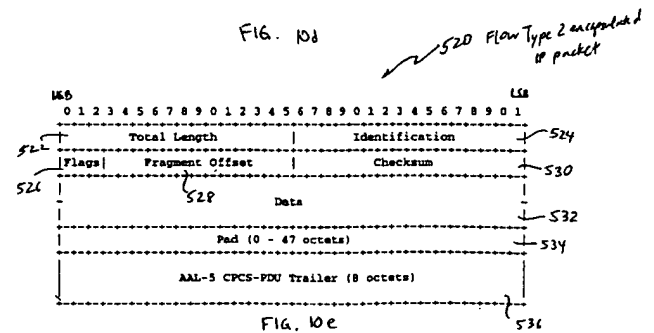 FIG. 10d
520 Flow Type 2 encapsulated
IP packet
MSB LSB
0 1 2 3 4 5 6 7 8 9 0 1 2 3 4 5 6 7 8 9 0 1 2 3 4 5 6 7 8 9 0 1
522 Total Length | Identification 524
526 |Flags| Fragment Offset | Checksum 530
528
Data
532
Pad (0 - 47 octets) 534
AAL-5 CPCS-PDU Trailer (8 octets)
536
FIG. 10e